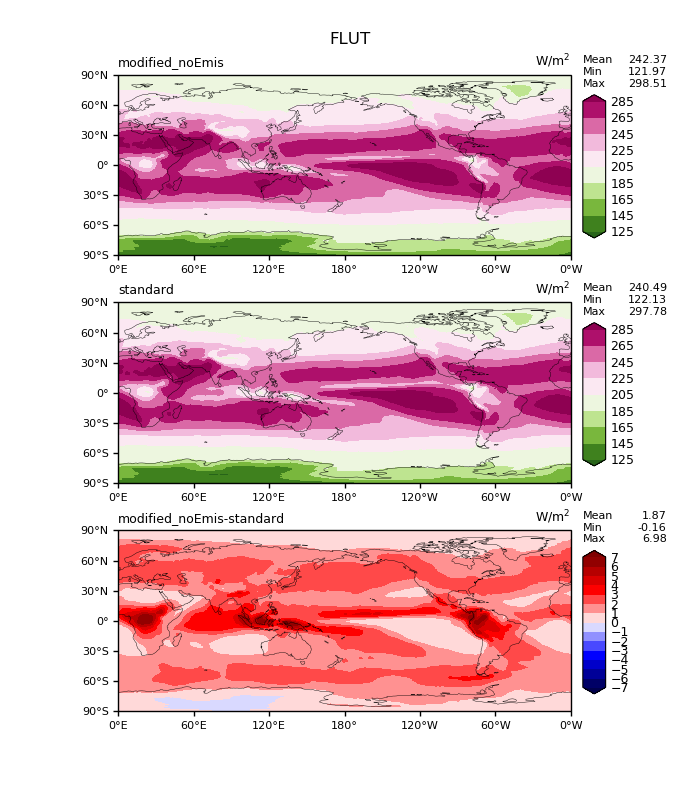 FLUT
modified_noEmis W/m² Mean 242.37
Min 121.97
Max 298.51
90°N
60°N
30°N
0°
30°S
60°S
90°S
0°E 60°E 120°E 180° 120°W 60°W 0°W
285
265
245
225
205
185
165
145
125
standard W/m² Mean 240.49
Min 122.13
Max 297.78
90°N
60°N
30°N
0°
30°S
60°S
90°S
0°E 60°E 120°E 180° 120°W 60°W 0°W
285
265
245
225
205
185
165
145
125
modified_noEmis-standard W/m² Mean 1.87
Min -0.16
Max 6.98
90°N
60°N
30°N
0°
30°S
60°S
90°S
0°E 60°E 120°E 180° 120°W 60°W 0°W
7
6
5
4
3
2
1
0
−1
−2
−3
−4
−5
−6
−7